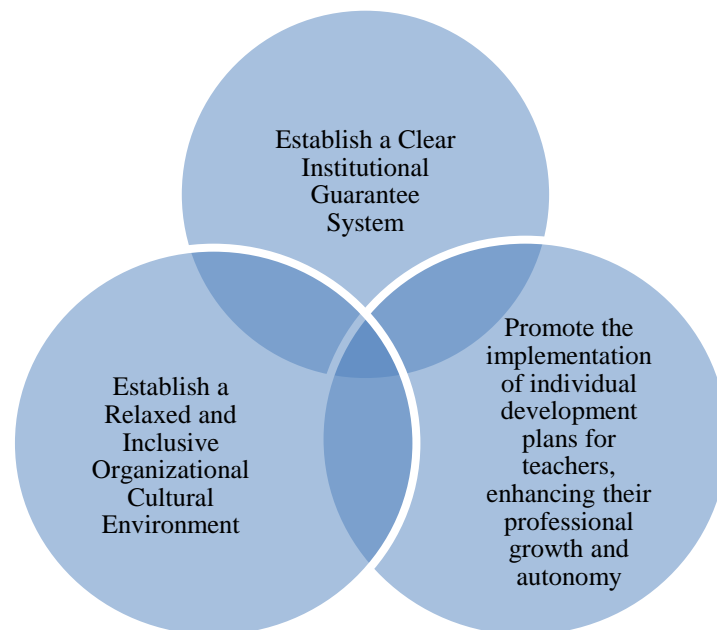 Establish a Clear
Institutional
Guarantee
System
Establish a
Relaxed and
Inclusive
Organizational
Cultural
Environment
Promote the
implementation
of individual
development
plans for
teachers,
enhancing their
professional
growth and
autonomy